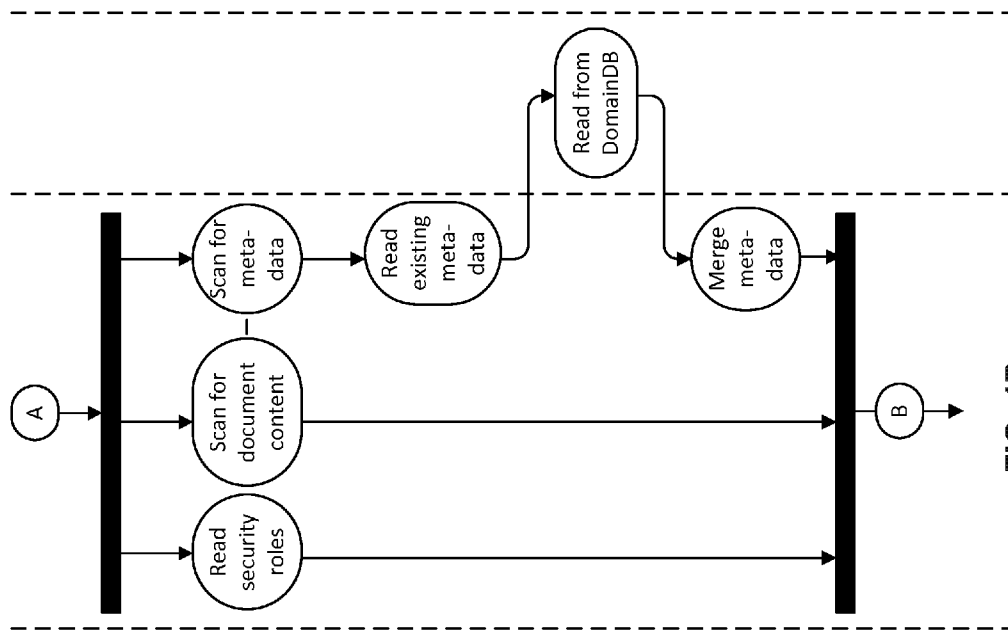 A
Read
security
roles
Scan for
document
content
Scan for
meta-
data
Read
existing
meta-
data
Read from
DomainDB
Merge
meta-
data
B